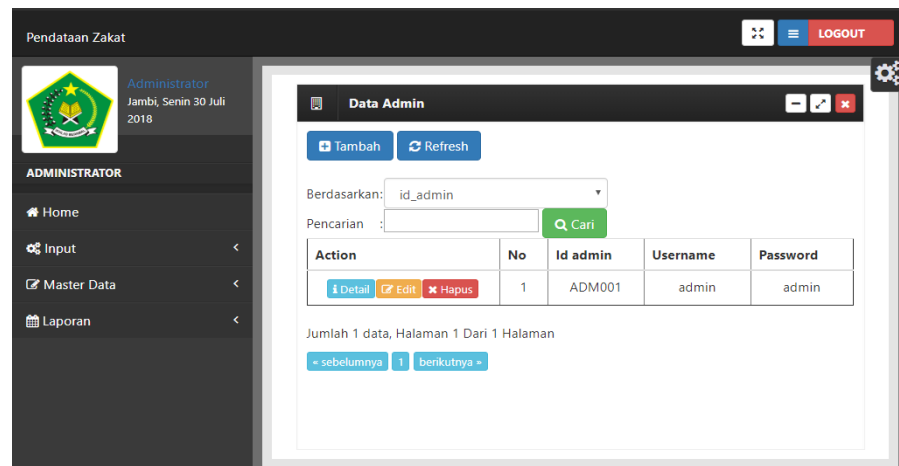 Pendataan Zakat
LOGOUT
Administrator
Jambi, Senin 30 Juli
2018
ADMINISTRATOR
Home
Input
Master Data
Laporan
Data Admin
Tambah Refresh
Berdasarkan: id_admin
Pencarian : Cari
Action No Id admin Username Password
Detail Edit Hapus 1 ADM001 admin admin
Jumlah 1 data, Halaman 1 Dari 1 Halaman
« sebelumnya 1 berikutnya »